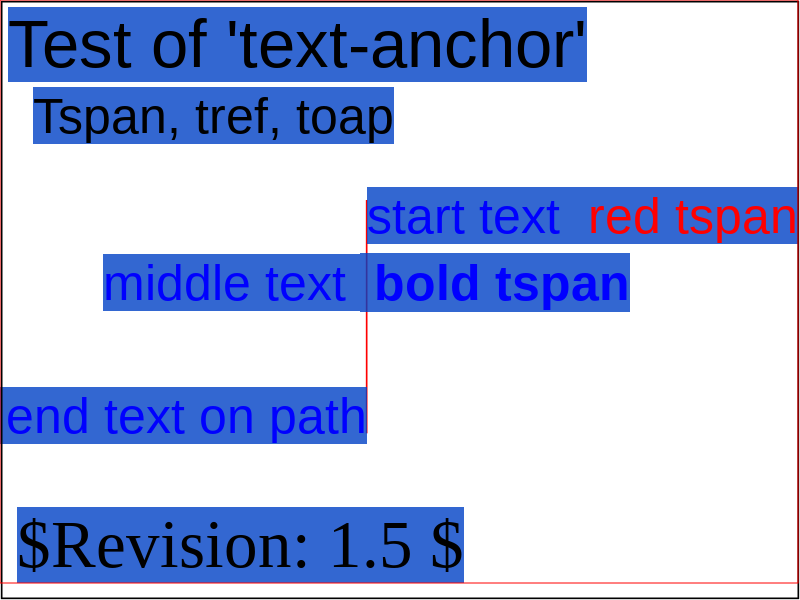 Test of 'text-anchor'
Tspan, tref, toap
start text  red tspan
middle text  bold tspan
end text on path
$Revision: 1.5 $